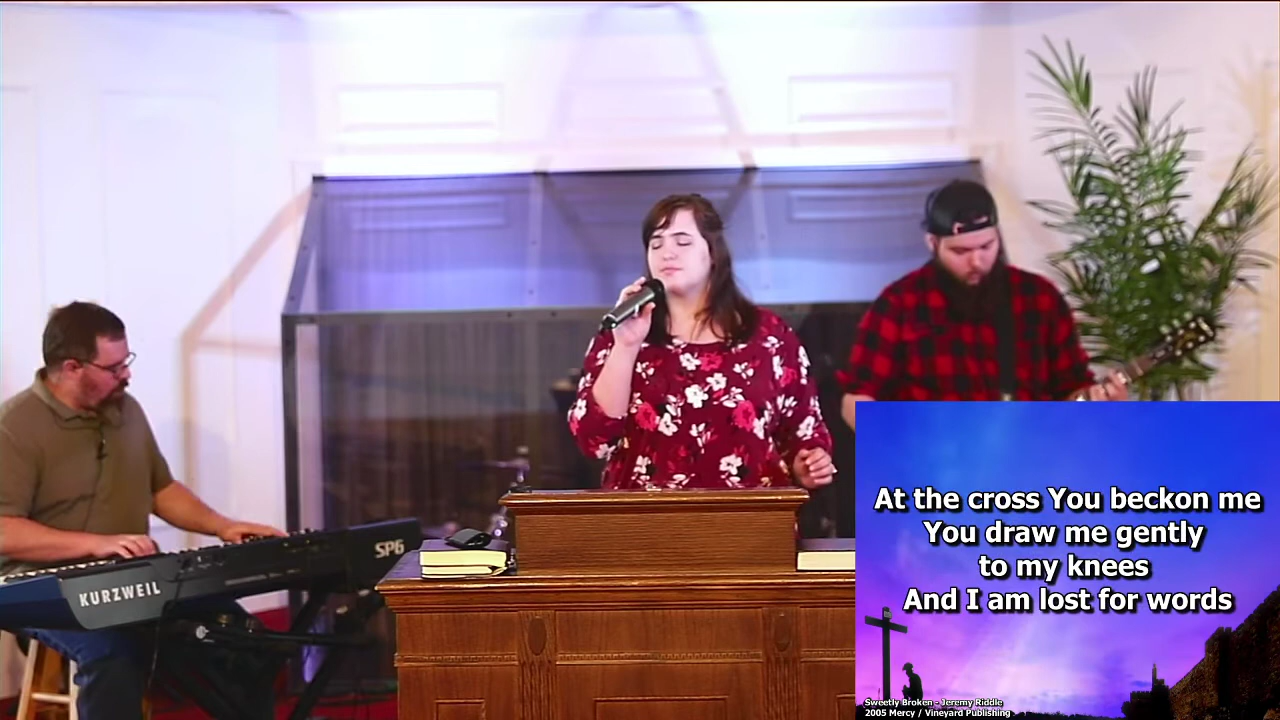 KURZWEIL
SP6
At the cross You beckon me
You draw me gently
to my knees
And I am lost for words
Sweetly Broken - Jeremy Riddle
2005 Mercy / Vineyard Publishing